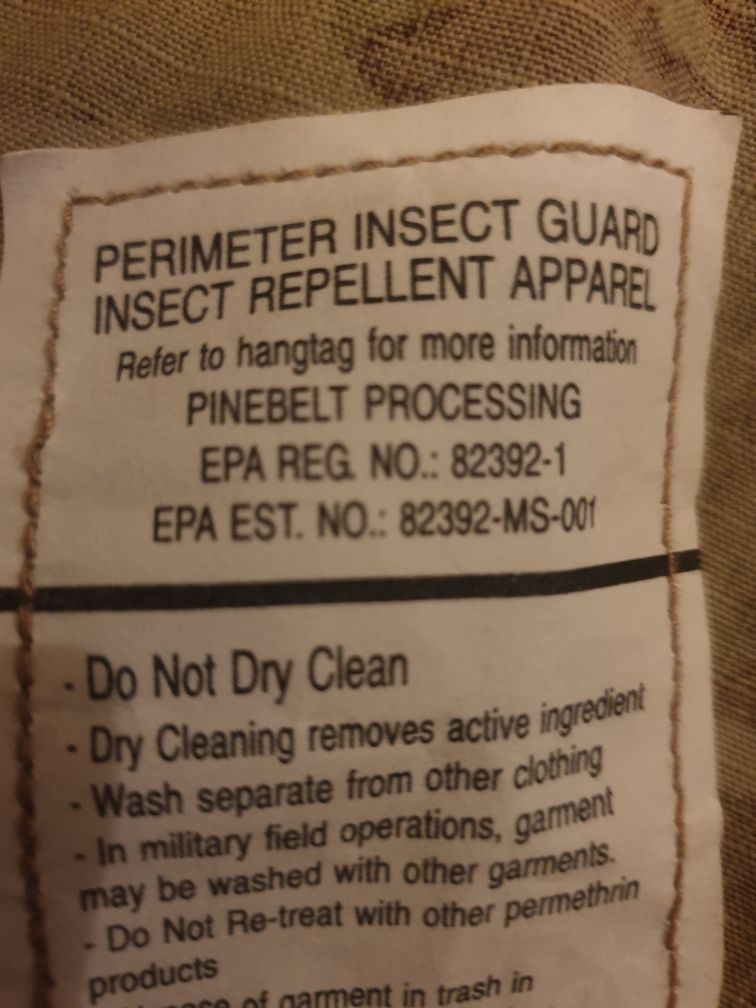 PERIMETER INSECT GUARD
INSECT REPELLENT APPAREL
Refer to hangtag for more information
PINEBELT PROCESSING
EPA REG. NO.: 82392-1
EPA EST. NO.: 82392-MS-001
- Do Not Dry Clean
- Dry Cleaning removes active ingredient
- Wash separate from other clothing
- In military field operations, garment
may be washed with other garments.
- Do Not Re-treat with other permethrin
products
of garment in trash in